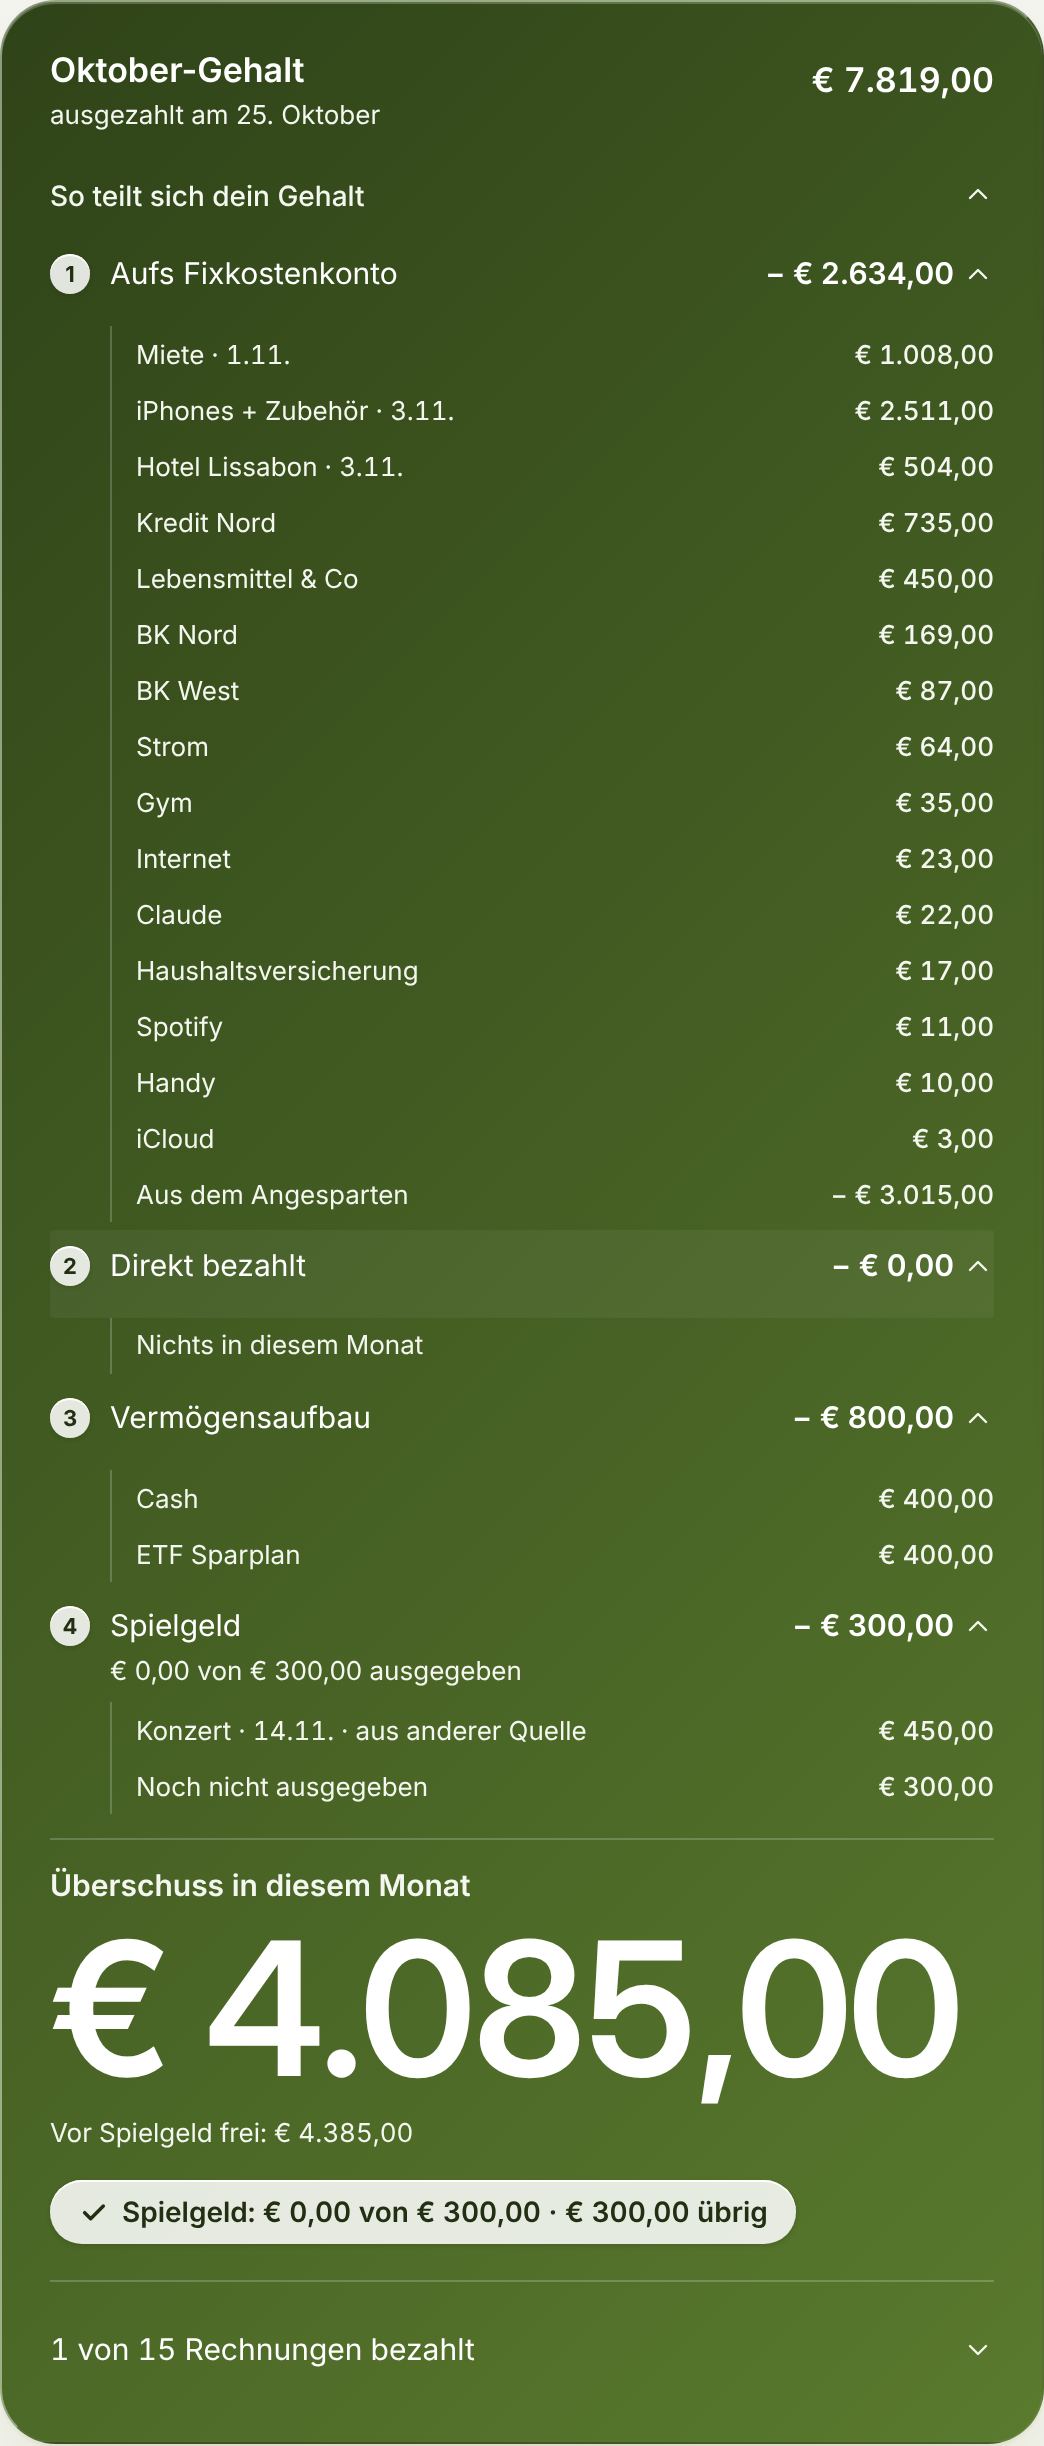 Oktober-Gehalt
€ 7.819,00
ausgezahlt am 25. Oktober
So teilt sich dein Gehalt
1 Aufs Fixkostenkonto – € 2.634,00
Miete · 1.11. € 1.008,00
iPhones + Zubehör · 3.11. € 2.511,00
Hotel Lissabon · 3.11. € 504,00
Kredit Nord € 735,00
Lebensmittel & Co € 450,00
BK Nord € 169,00
BK West € 87,00
Strom € 64,00
Gym € 35,00
Internet € 23,00
Claude € 22,00
Haushaltsversicherung € 17,00
Spotify € 11,00
Handy € 10,00
iCloud € 3,00
Aus dem Angesparten – € 3.015,00
2 Direkt bezahlt – € 0,00
Nichts in diesem Monat
3 Vermögensaufbau – € 800,00
Cash € 400,00
ETF Sparplan € 400,00
4 Spielgeld – € 300,00
€ 0,00 von € 300,00 ausgegeben
Konzert · 14.11. · aus anderer Quelle € 450,00
Noch nicht ausgegeben € 300,00
Überschuss in diesem Monat
€ 4.085,00
Vor Spielgeld frei: € 4.385,00
Spielgeld: € 0,00 von € 300,00 · € 300,00 übrig
1 von 15 Rechnungen bezahlt